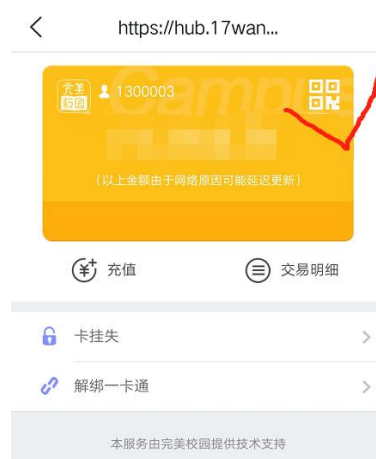 https://hub.17wan...
完美校园
1300003
Campus
(以上金额由于网络原因可能延迟更新)
充值
交易明细
卡挂失
解绑一卡通
本服务由完美校园提供技术支持